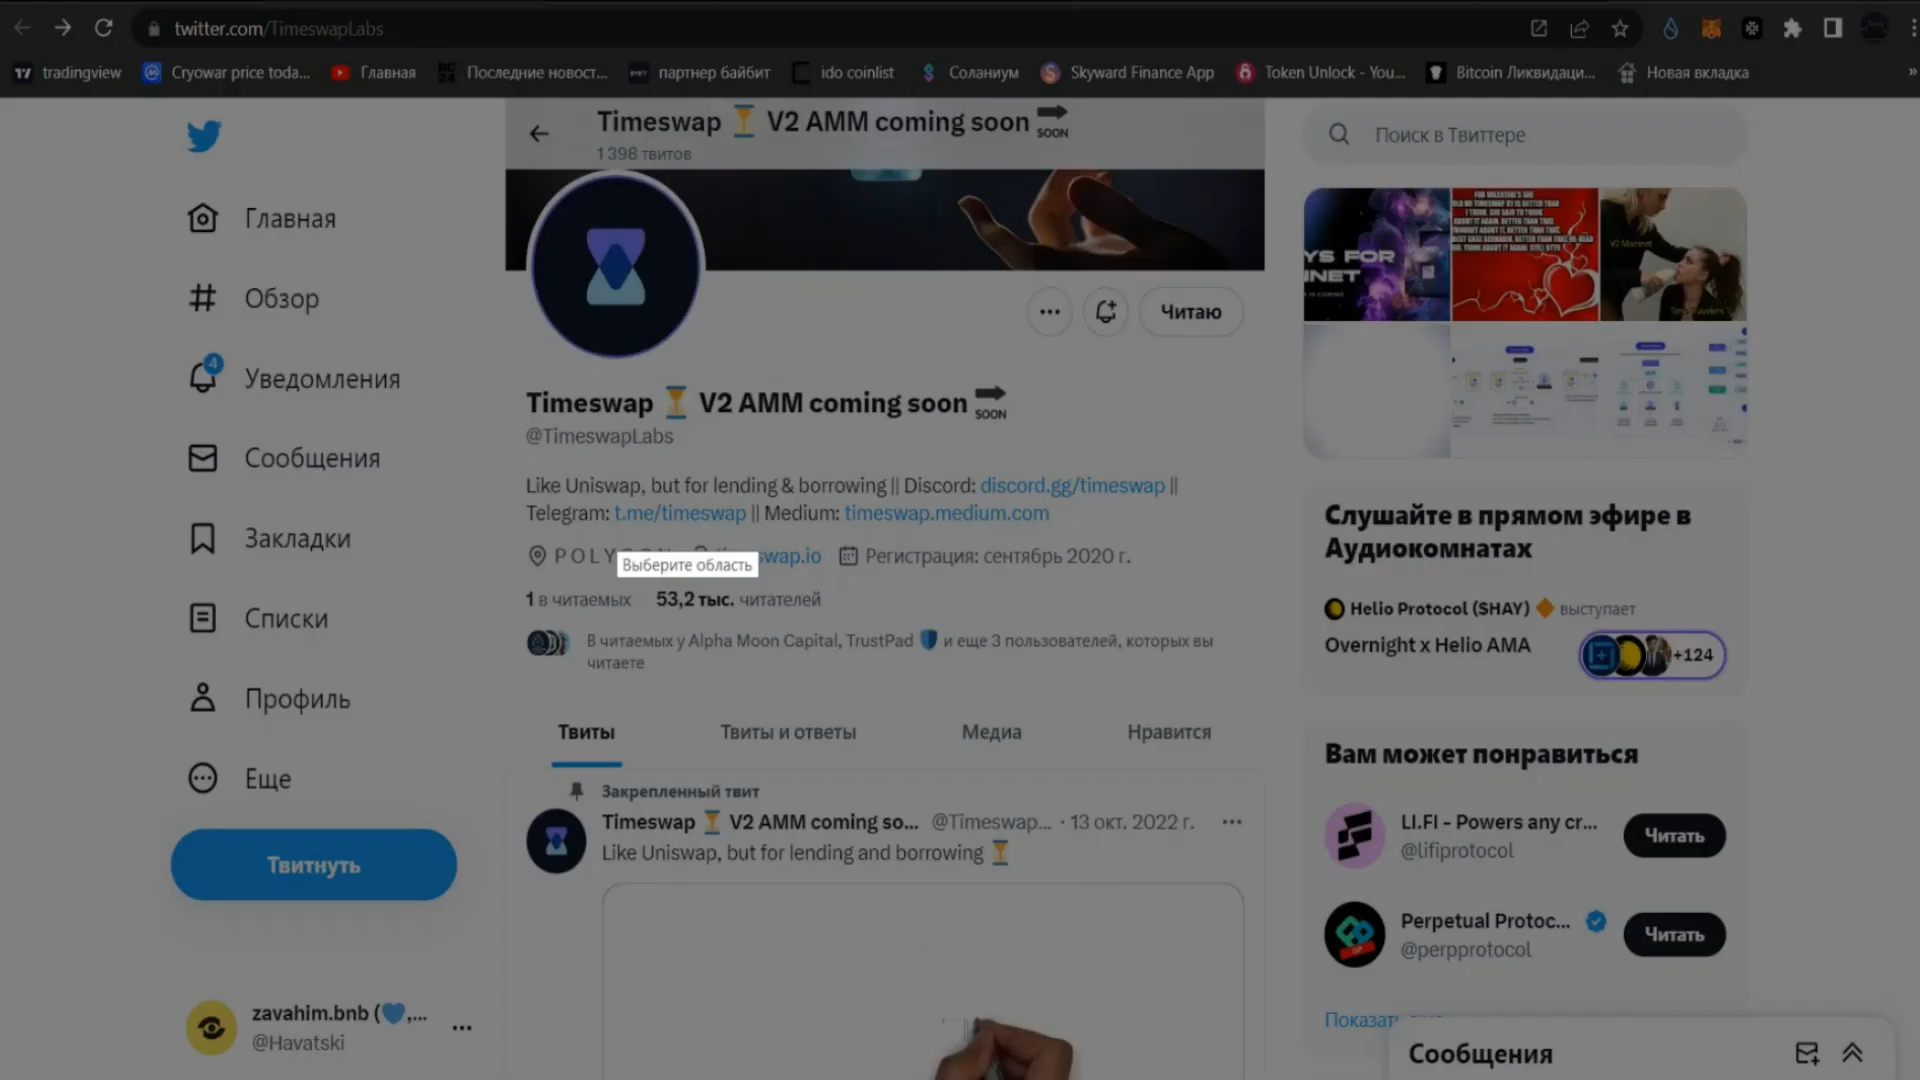 twitter.com/TimeswapLabs
tradingview
Cryowar price toda...
Главная
Последние новост...
партнер байбит
ido coinlist
Соланиум
Skyward Finance App
Token Unlock - You...
Bitcoin Ликвидаци...
Новая вкладка
»
Главная
Обзор
4
Уведомления
Сообщения
Закладки
Списки
Профиль
Еще
Твитнуть
zavahim.bnb (💙,...
@Havatski
Timeswap ⏳ V2 AMM coming soon
SOON
1 398 твитов
Читаю
Timeswap ⏳ V2 AMM coming soon
SOON
@TimeswapLabs
Like Uniswap, but for lending & borrowing || Discord: discord.gg/timeswap ||
Telegram: t.me/timeswap || Medium: timeswap.medium.com
Регистрация: сентябрь 2020 г.
Выберите область
1 в читаемых 53,2 тыс. читателей
В читаемых у Alpha Moon Capital, TrustPad и еще 3 пользователей, которых вы
читаете
Твиты
Твиты и ответы
Медиа
Нравится
Закрепленный твит
Timeswap ⏳ V2 AMM coming so... @Timeswap... · 13 окт. 2022 г.
Like Uniswap, but for lending and borrowing ⏳
Поиск в Твиттере
V2 Mainnet
Слушайте в прямом эфире в
Аудиокомнатах
Helio Protocol ($HAY) 🔶 выступает
Overnight x Helio AMA
+124
Вам может понравиться
LI.FI - Powers any cr...
@lifiprotocol
Читать
Perpetual Protoc...
@perpprotocol
Читать
Сообщения